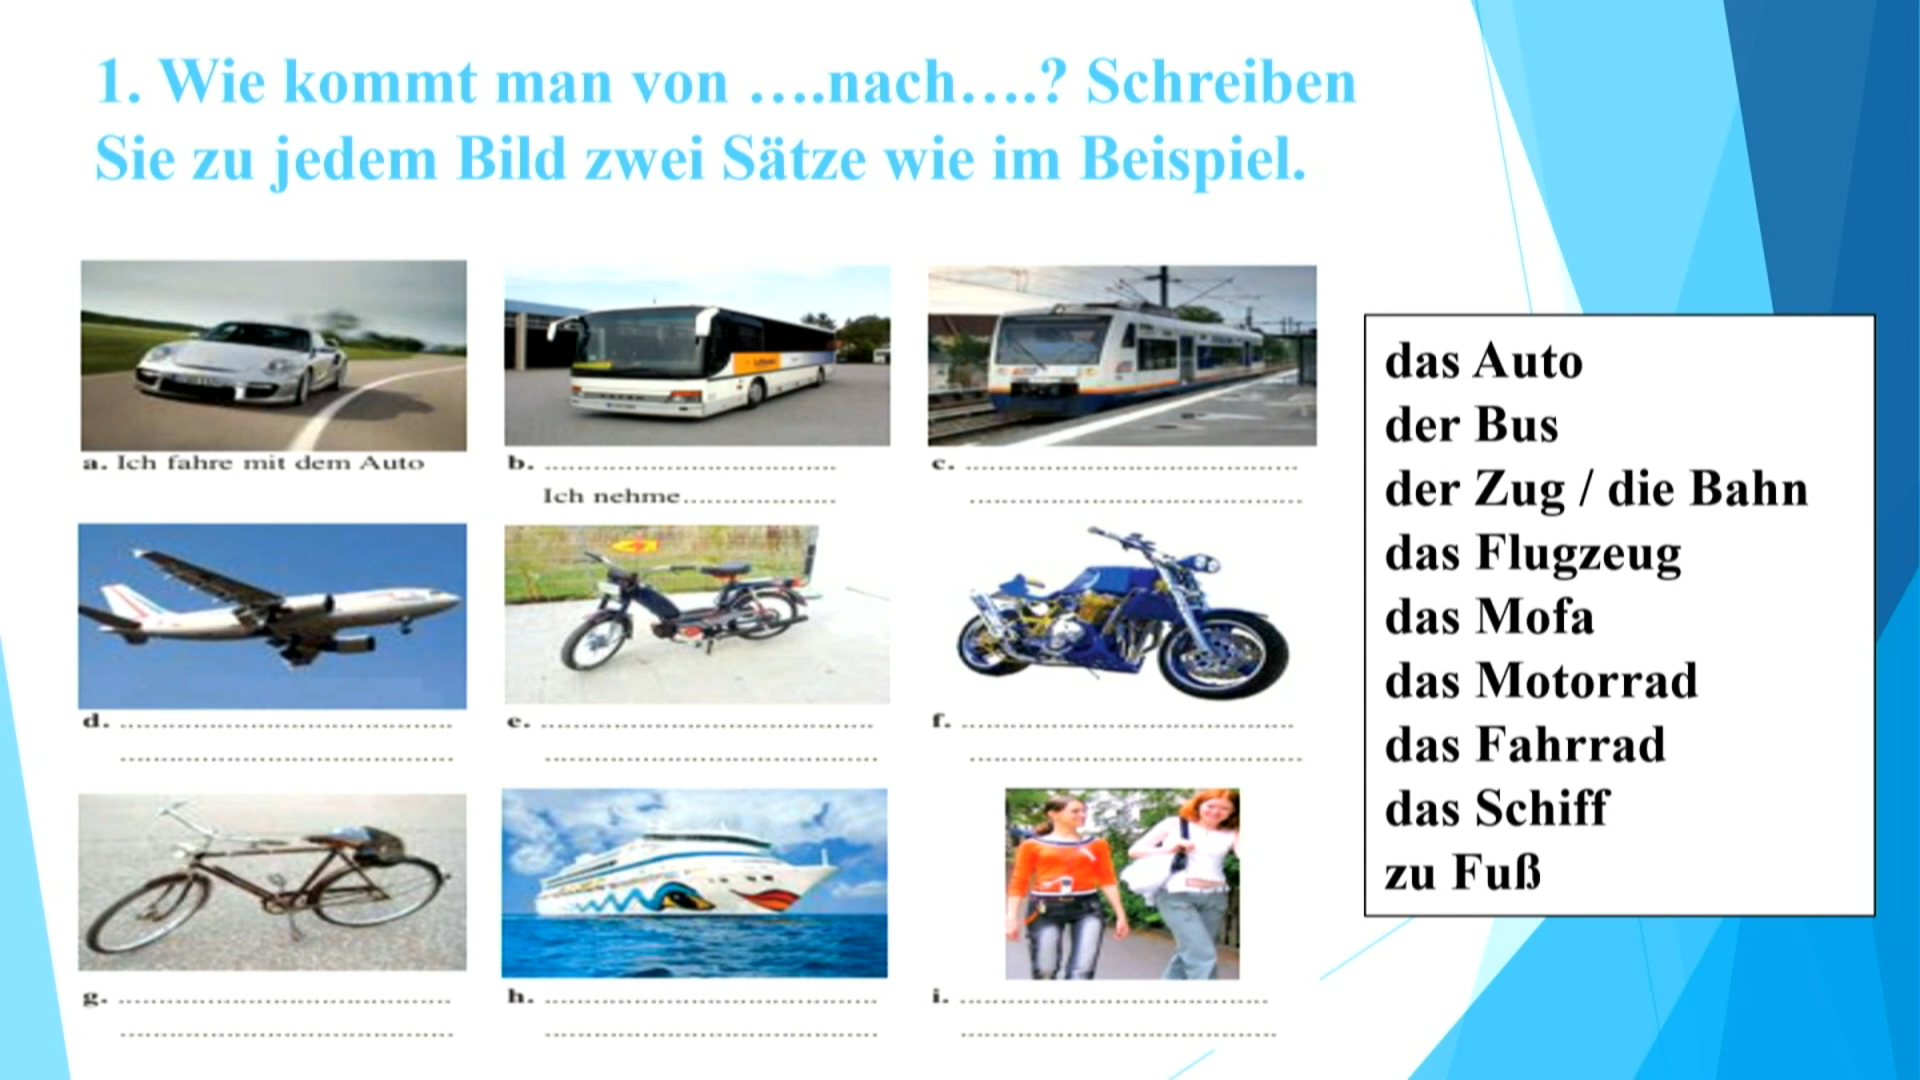 1. Wie kommt man von ….nach….? Schreiben
Sie zu jedem Bild zwei Sätze wie im Beispiel.
a. Ich fahre mit dem Auto
b. ..........................................
Ich nehme......................
c. ................................................
................................................
d. ................................................
................................................
e. ................................................
................................................
f. ................................................
................................................
g. ................................................
................................................
h. ................................................
................................................
i. ............................................
..............................................
das Auto
der Bus
der Zug / die Bahn
das Flugzeug
das Mofa
das Motorrad
das Fahrrad
das Schiff
zu Fuß